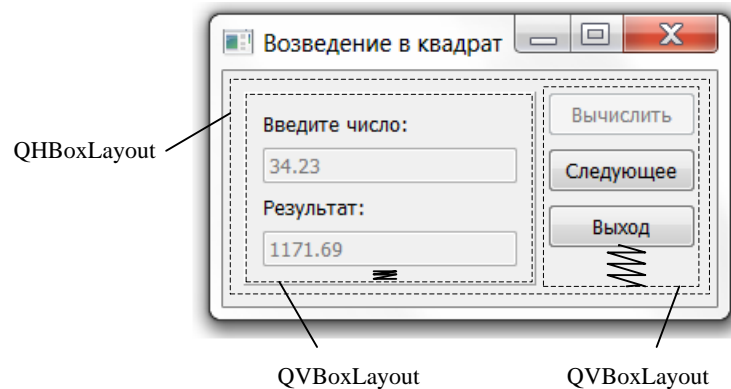 Возведение в квадрат
QHBoxLayout
Введите число:
34.23
Результат:
1171.69
Вычислить
Следующее
Выход
QVBoxLayout
QVBoxLayout